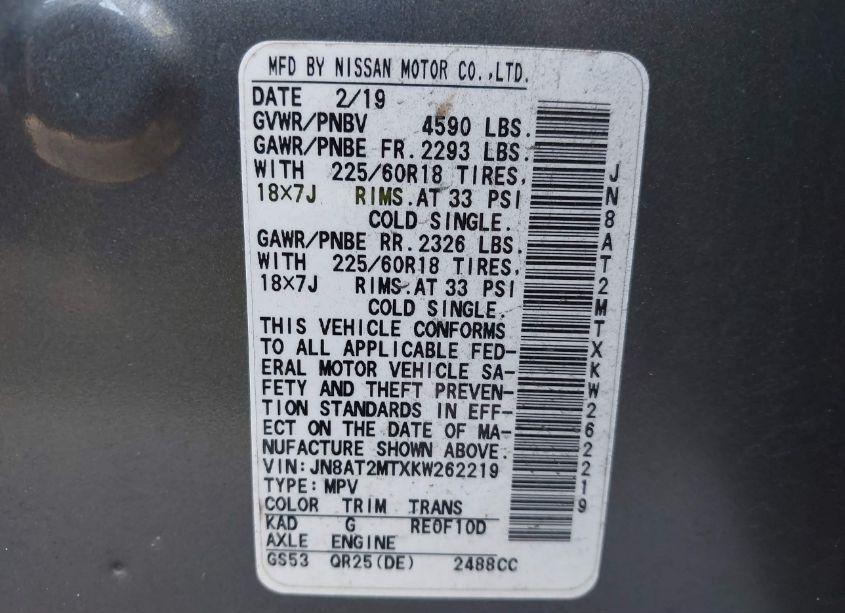 MFD BY NISSAN MOTOR CO.,LTD.
DATE 2/19
GVWR/PNBV 4590 LBS.
GAWR/PNBE FR. 2293 LBS.
WITH 225/60R18 TIRES,
18×7J RIMS.AT 33 PSI
COLD SINGLE.
GAWR/PNBE RR. 2326 LBS.
WITH 225/60R18 TIRES,
18×7J RIMS.AT 33 PSI
COLD SINGLE.
THIS VEHICLE CONFORMS
TO ALL APPLICABLE FED-
ERAL MOTOR VEHICLE SA-
FETY AND THEFT PREVEN-
TION STANDARDS IN EFF-
ECT ON THE DATE OF MA-
NUFACTURE SHOWN ABOVE.
VIN:JN8AT2MTXKW262219
TYPE:MPV
COLOR TRIM TRANS
KAD G RE0F10D
AXLE ENGINE
GS53 QR25(DE) 2488CC
JN8AT2MTXKW262219